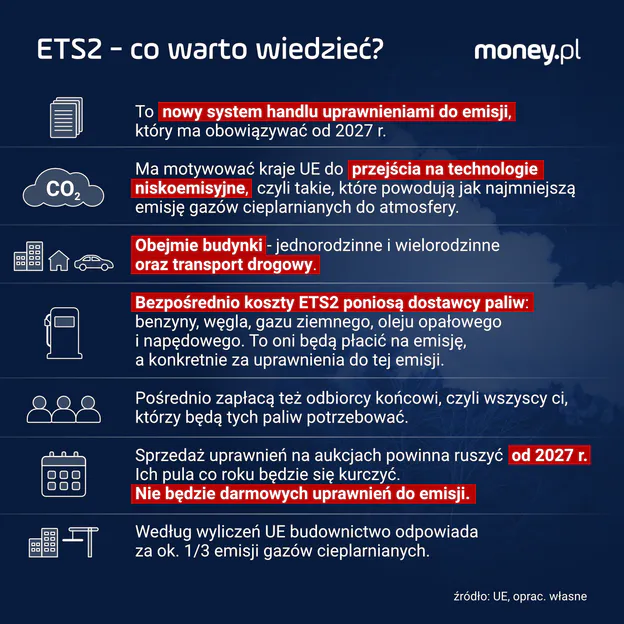 ETS2 – co warto wiedzieć?
money.pl
To nowy system handlu uprawnieniami do emisji,
który ma obowiązywać od 2027 r.
CO2
Ma motywować kraje UE do przejścia na technologie
niskoemisyjne, czyli takie, które powodują jak najmniejszą
emisję gazów cieplarnianych do atmosfery.
Obejmie budynki - jednorodzinne i wielorodzinne
oraz transport drogowy.
Bezpośrednio koszty ETS2 poniosą dostawcy paliw:
benzyny, węgla, gazu ziemnego, oleju opałowego
i napędowego. To oni będą płacić na emisję,
a konkretnie za uprawnienia do tej emisji.
Pośrednio zapłacą też odbiorcy końcowi, czyli wszyscy ci,
którzy będą tych paliw potrzebować.
Sprzedaż uprawnień na aukcjach powinna ruszyć od 2027 r.
Ich pula co roku będzie się kurczyć.
Nie będzie darmowych uprawnień do emisji.
Według wyliczeń UE budownictwo odpowiada
za ok. 1/3 emisji gazów cieplarnianych.
źródło: UE, oprac. własne